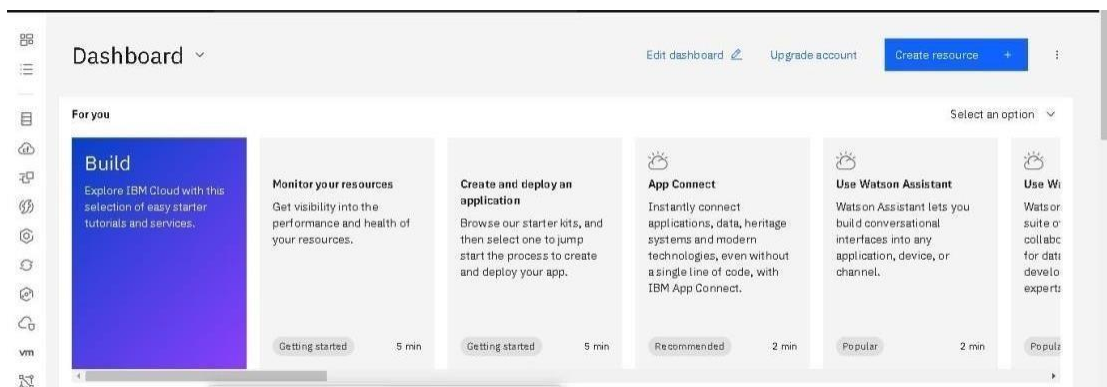 Dashboard
Edit dashboard
Upgrade account
Create resource +
For you
Select an option
Build
Explore IBM Cloud with this
selection of easy starter
tutorials and services.
Monitor your resources
Get visibility into the
performance and health of
your resources.
Getting started 5 min
Create and deploy an
application
Browse our starter kits, and
then select one to jump
start the process to create
and deploy your app.
Getting started 5 min
App Connect
Instantly connect
applications, data, heritage
systems and modern
technologies, even without
a single line of code, with
IBM App Connect.
Recommended 2 min
Use Watson Assistant
Watson Assistant lets you
build conversational
interfaces into any
application, device, or
channel.
Popular 2 min
Use
suite
for
vm